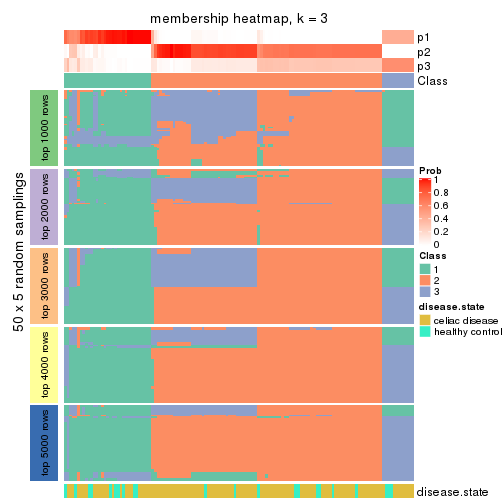 membership heatmap, k = 3
p1
p2
p3
Class
50 x 5 random samplings
top 1000 rows
top 2000 rows
top 3000 rows
top 4000 rows
top 5000 rows
Prob
1
0.8
0.6
0.4
0.2
0
Class
1
2
3
disease.state
celiac disease
healthy control
disease.state